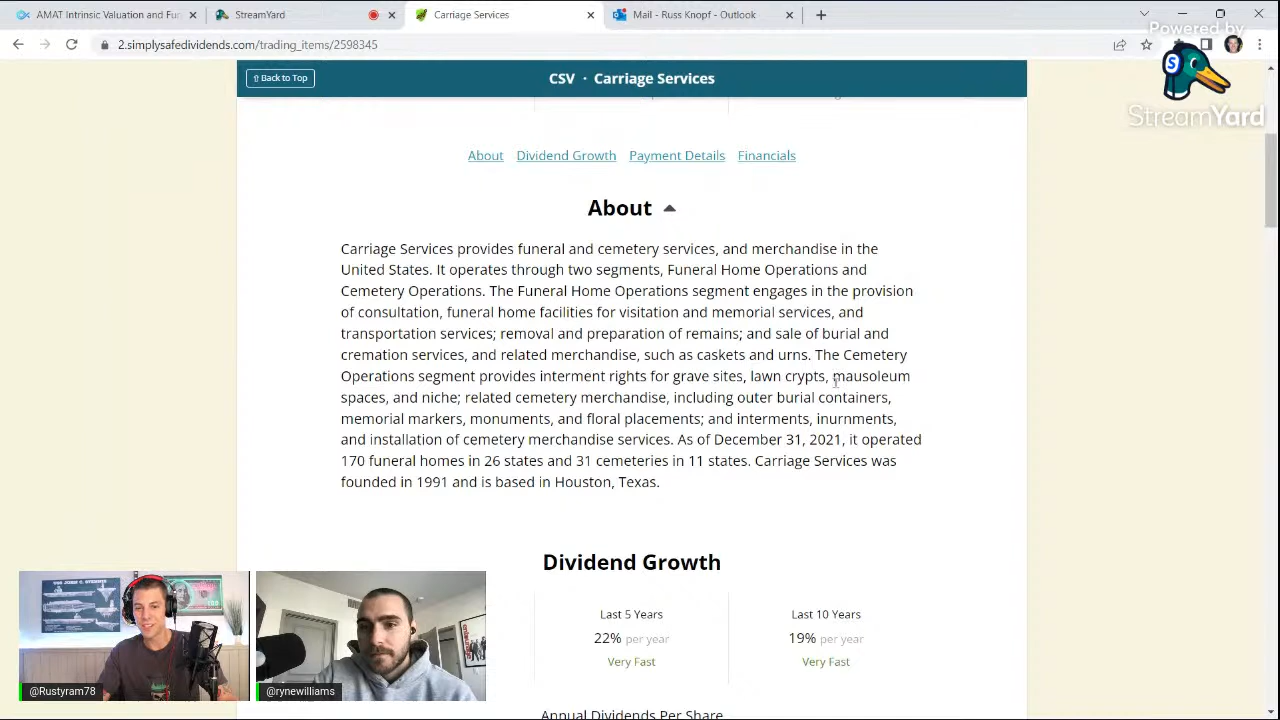 AMAT Intrinsic Valuation and Fun
StreamYard
Carriage Services
Mail - Russ Knopf - Outlook
2.simplysafedividends.com/trading_items/2598345
Powered by
StreamYard
Back to Top
CSV · Carriage Services
About Dividend Growth Payment Details Financials
About
Carriage Services provides funeral and cemetery services, and merchandise in the
United States. It operates through two segments, Funeral Home Operations and
Cemetery Operations. The Funeral Home Operations segment engages in the provision
of consultation, funeral home facilities for visitation and memorial services, and
transportation services; removal and preparation of remains; and sale of burial and
cremation services, and related merchandise, such as caskets and urns. The Cemetery
Operations segment provides interment rights for grave sites, lawn crypts, mausoleum
spaces, and niche; related cemetery merchandise, including outer burial containers,
memorial markers, monuments, and floral placements; and interments, inurnments,
and installation of cemetery merchandise services. As of December 31, 2021, it operated
170 funeral homes in 26 states and 31 cemeteries in 11 states. Carriage Services was
founded in 1991 and is based in Houston, Texas.
Dividend Growth
Last 5 Years
22% per year
Very Fast
Last 10 Years
19% per year
Very Fast
Annual Dividends Per Share
@Rustyram78
@rynewilliams